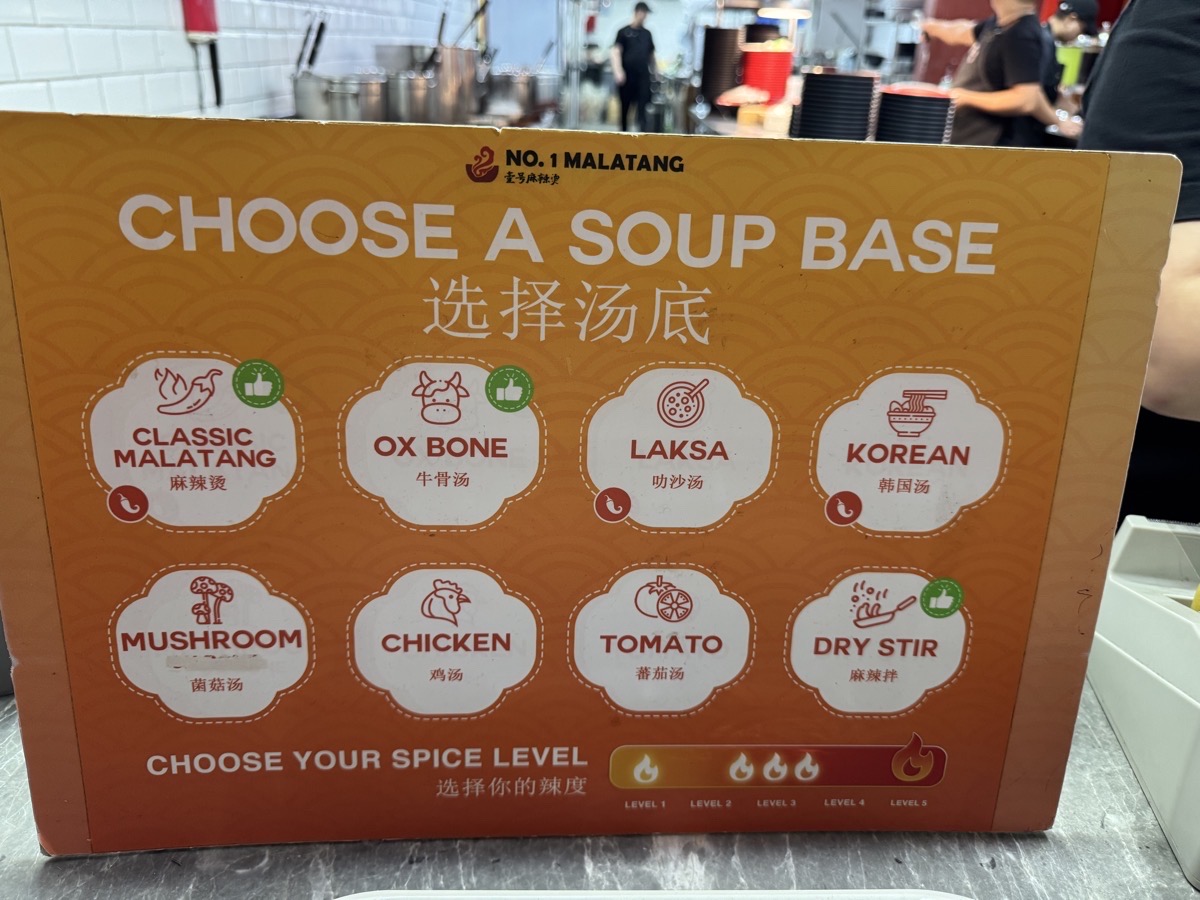 NO. 1 MALATANG
壹号麻辣烫
CHOOSE A SOUP BASE
选择汤底
CLASSIC
MALATANG
麻辣烫
OX BONE
牛骨汤
LAKSA
叻沙汤
KOREAN
韩国汤
MUSHROOM
菌菇汤
CHICKEN
鸡汤
TOMATO
蕃茄汤
DRY STIR
麻辣拌
CHOOSE YOUR SPICE LEVEL
选择你的辣度
LEVEL 1 LEVEL 2 LEVEL 3 LEVEL 4 LEVEL 5